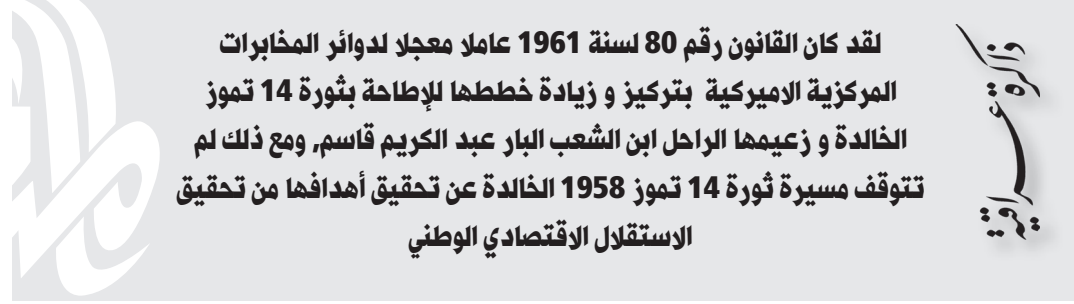 لقد كان القانون رقم 80 لسنة 1961 عاملا معجلا لدوائر المخابرات
المركزية الاميركية بتركيز و زيادة خططها للإطاحة بثورة 14 تموز
الخالدة و زعيمها الراحل ابن الشعب البار عبد الكريم قاسم, ومع ذلك لم
تتوقف مسيرة ثورة 14 تموز 1958 الخالدة عن تحقيق أهدافها من تحقيق
الاستقلال الاقتصادي الوطني
ذاكرة عراقية